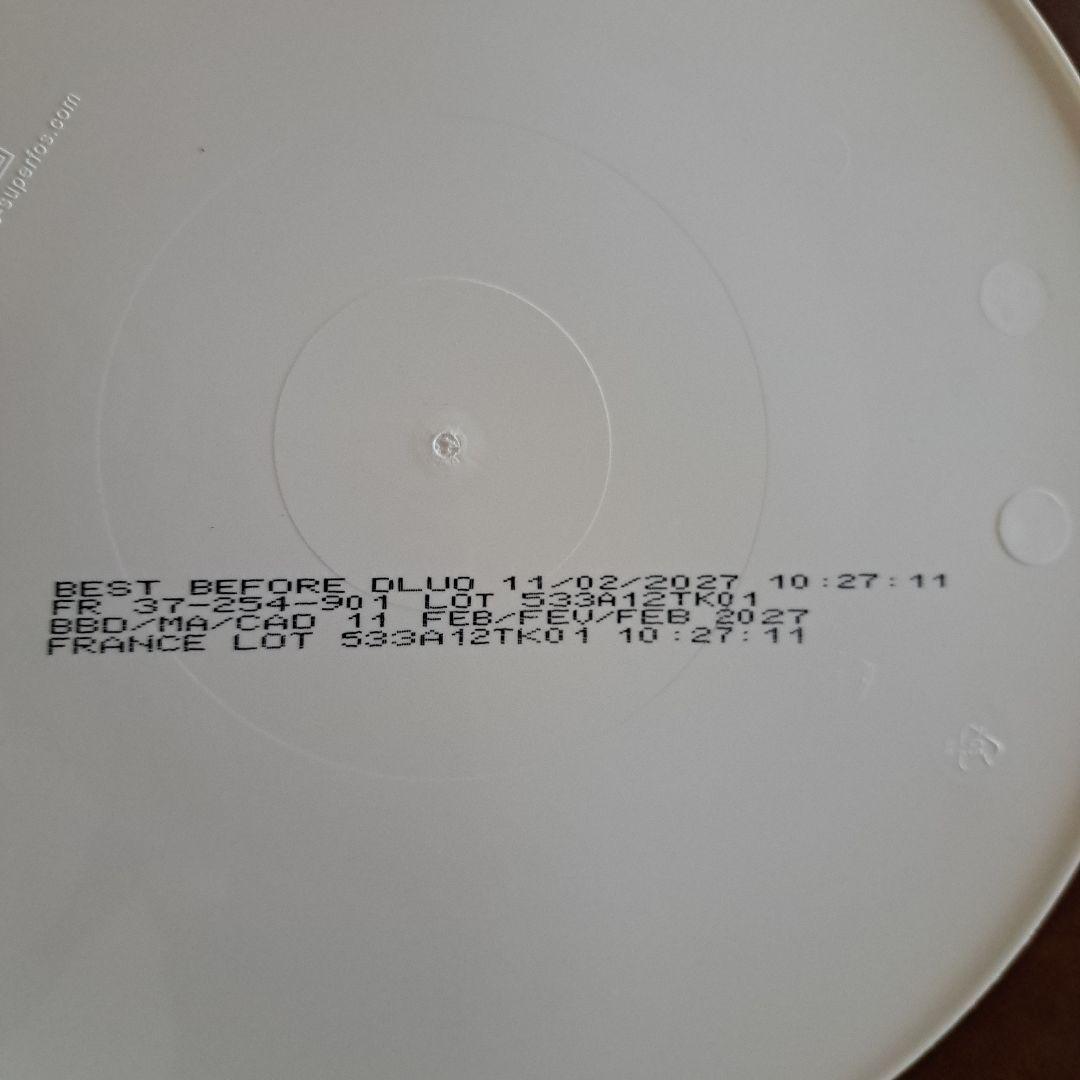 superfos.com
BEST BEFORE DLUO 11/02/2027 10:27:11
FR 37-254-901 LOT 533A12TK01
BBD/MA/CAD 11 FEB/FEV/FEB 2027
FRANCE LOT 533A12TK01 10:27:11